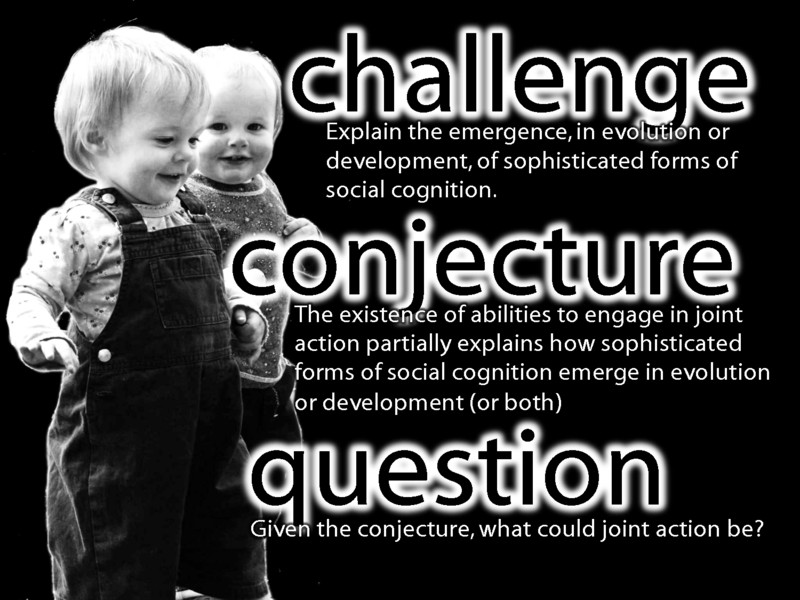 challenge
Explain the emergence, in evolution or
development, of sophisticated forms of
social cognition.
conjecture
The existence of abilities to engage in joint
action partially explains how sophisticated
forms of social cognition emerge in evolution
or development (or both)
question
Given the conjecture, what could joint action be?